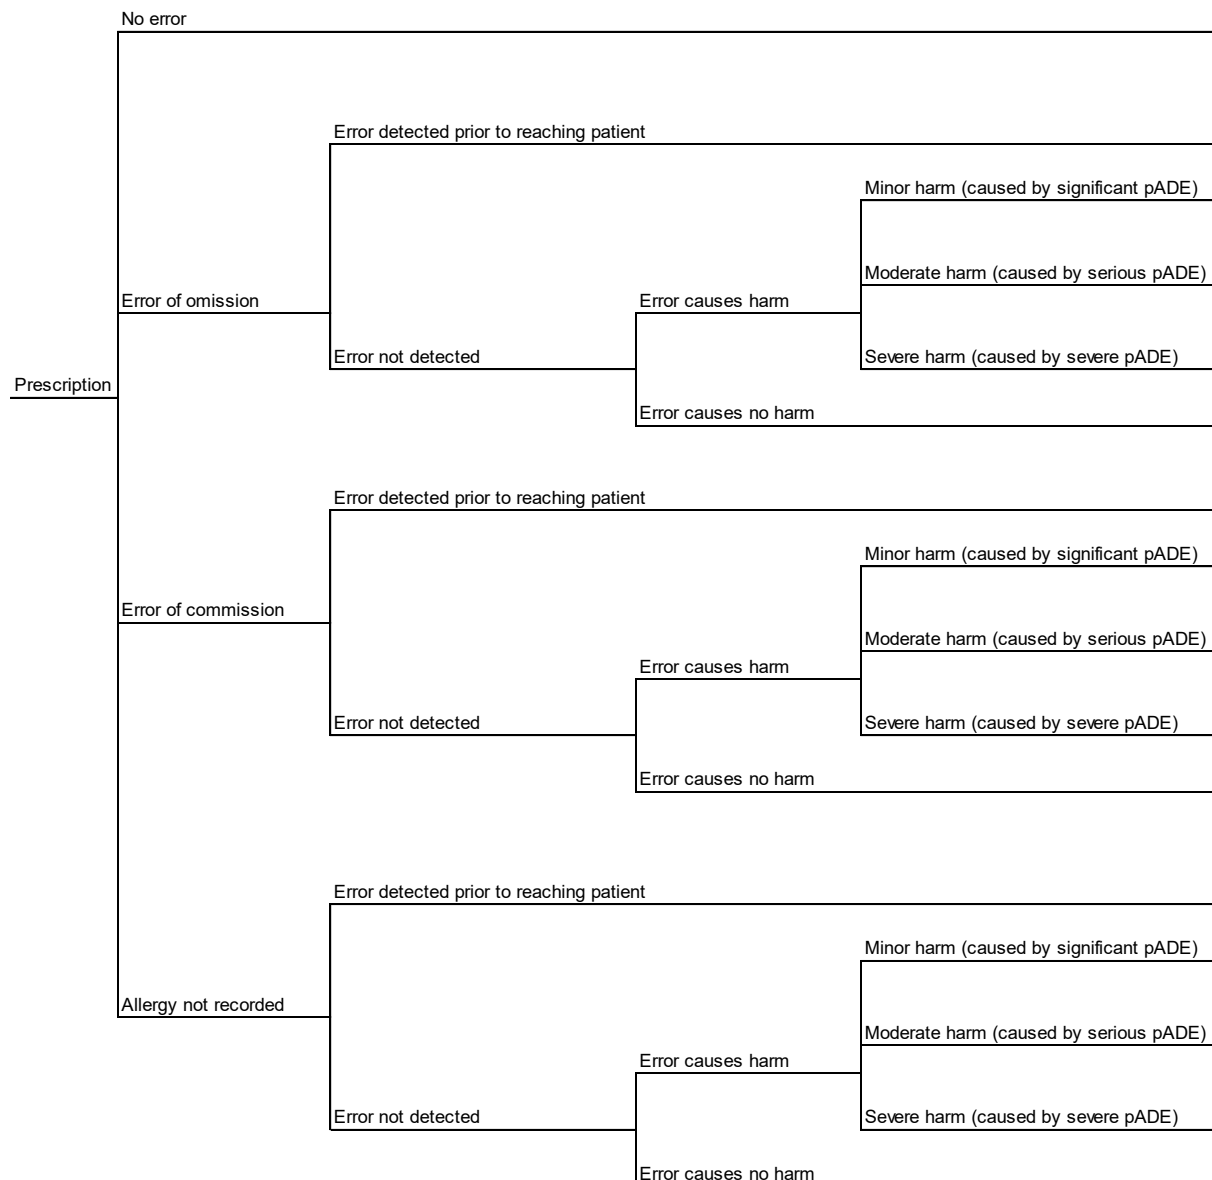 No error
Error detected prior to reaching patient
Minor harm (caused by significant pADE)
Moderate harm (caused by serious pADE)
Error of omission
Error causes harm
Error not detected
Severe harm (caused by severe pADE)
Prescription
Error causes no harm
Error detected prior to reaching patient
Minor harm (caused by significant pADE)
Error of commission
Moderate harm (caused by serious pADE)
Error causes harm
Error not detected
Severe harm (caused by severe pADE)
Error causes no harm
Error detected prior to reaching patient
Minor harm (caused by significant pADE)
Allergy not recorded
Moderate harm (caused by serious pADE)
Error causes harm
Error not detected
Severe harm (caused by severe pADE)
Error causes no harm